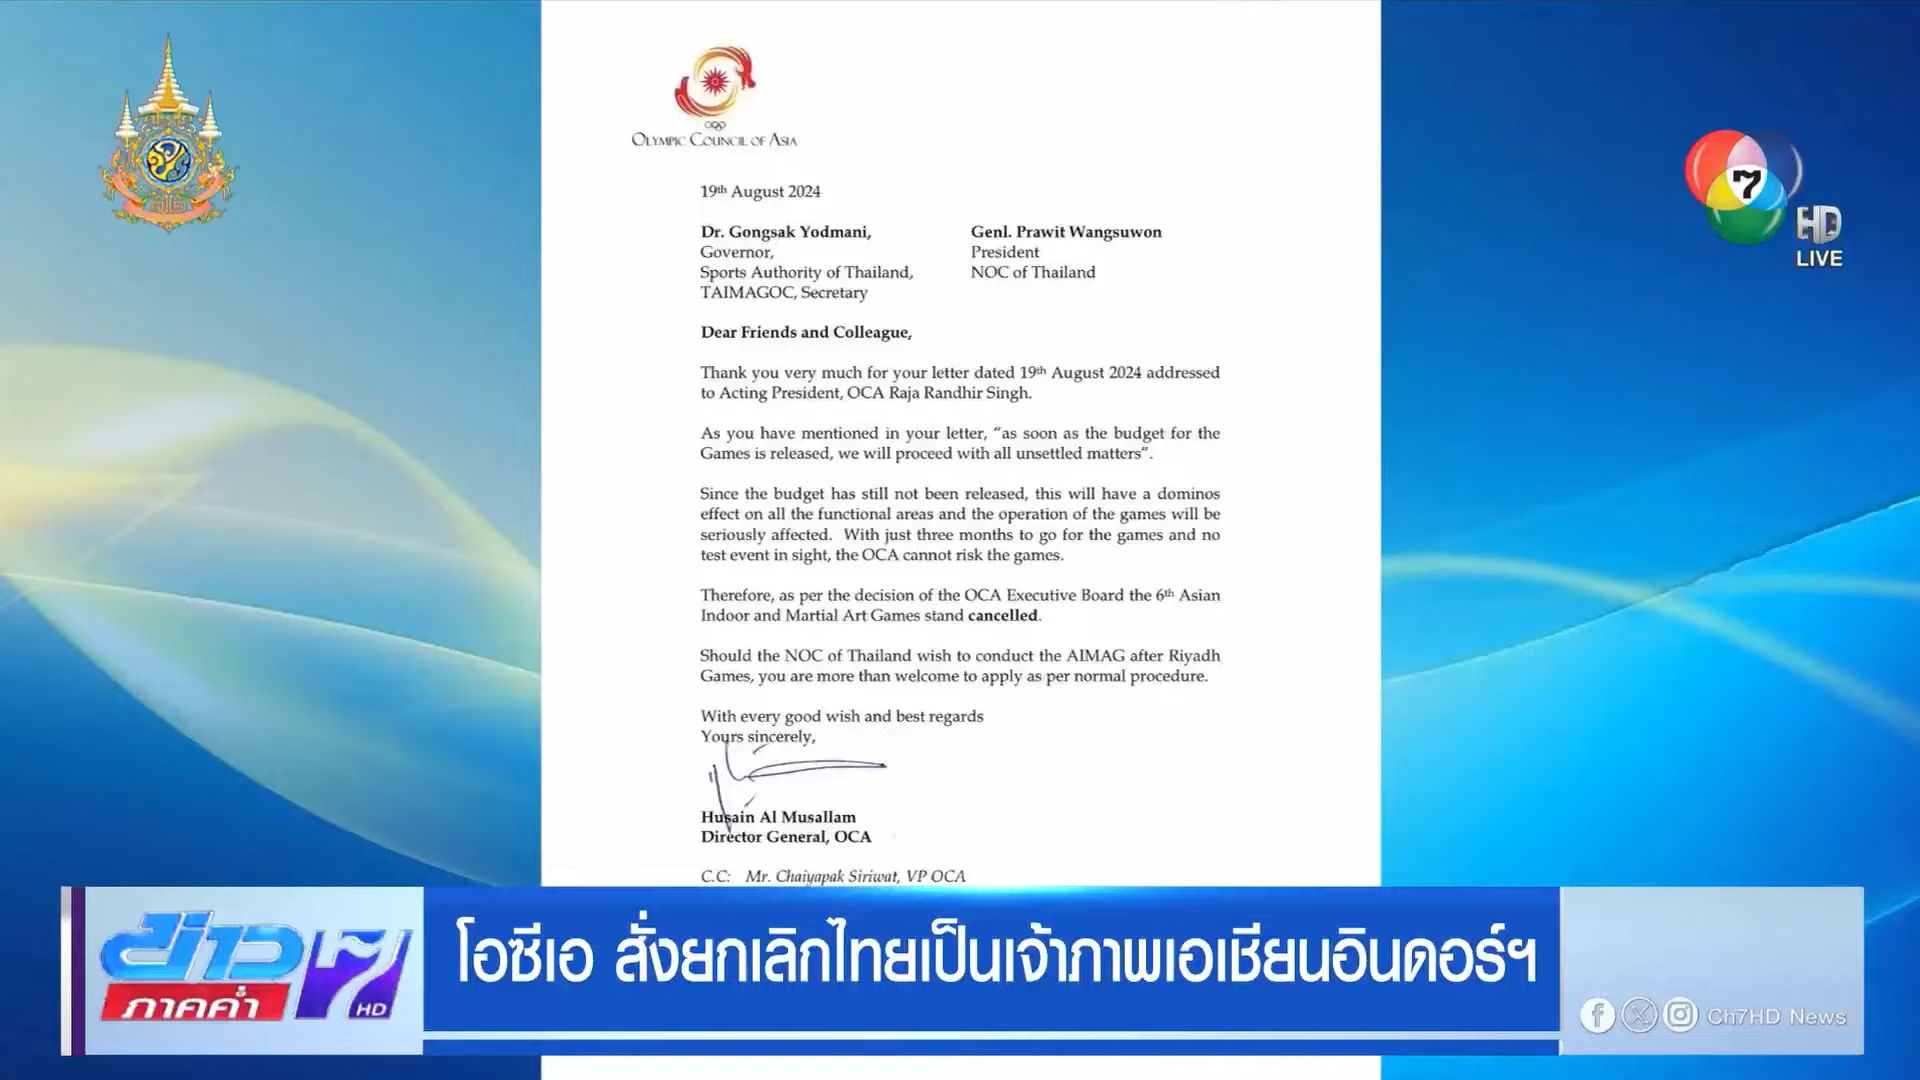 OLYMPIC COUNCIL OF ASIA
7
HD
LIVE
19th August 2024
Dr. Gongsak Yodmani,
Governor,
Sports Authority of Thailand,
TAIMAGOC, Secretary
Genl. Prawit Wangsuwon
President
NOC of Thailand
Dear Friends and Colleague,
Thank you very much for your letter dated 19th August 2024 addressed
to Acting President, OCA Raja Randhir Singh.
As you have mentioned in your letter, “as soon as the budget for the
Games is released, we will proceed with all unsettled matters”.
Since the budget has still not been released, this will have a dominos
effect on all the functional areas and the operation of the games will be
seriously affected. With just three months to go for the games and no
test event in sight, the OCA cannot risk the games.
Therefore, as per the decision of the OCA Executive Board the 6th Asian
Indoor and Martial Art Games stand cancelled.
Should the NOC of Thailand wish to conduct the AIMAG after Riyadh
Games, you are more than welcome to apply as per normal procedure.
With every good wish and best regards
Yours sincerely,
Husain Al Musallam
Director General, OCA
C.C: Mr. Chaiyapak Siriwat, VP OCA
ข่าว 7 HD
ภาคค่ำ
โอซีเอ สั่งยกเลิกไทยเป็นเจ้าภาพเอเชียนอินดอร์ฯ
Ch7HD News